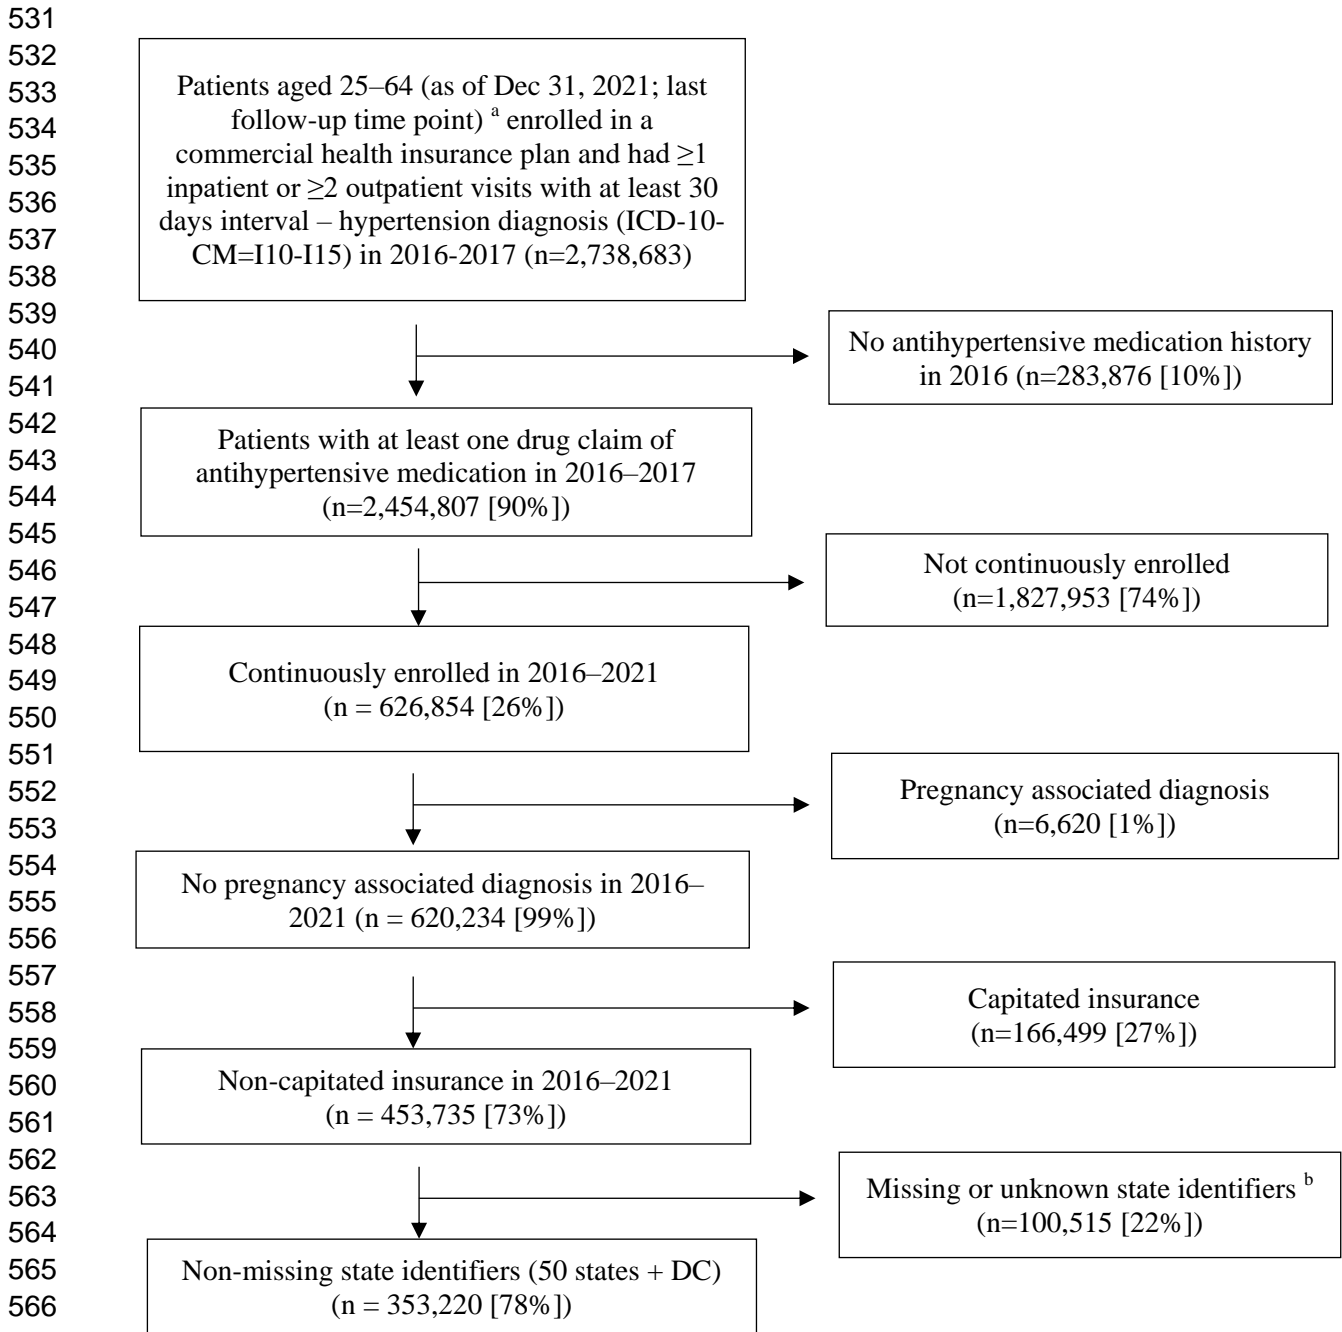 531
532
533
534
535
536
537
538
539
540
541
542
543
544
545
546
547
548
549
550
551
552
553
554
555
556
557
558
559
560
561
562
563
564
565
566
Patients aged 25–64 (as of Dec 31, 2021; last
follow-up time point) a enrolled in a
commercial health insurance plan and had ≥1
inpatient or ≥2 outpatient visits with at least 30
days interval – hypertension diagnosis (ICD-10-
CM=I10-I15) in 2016-2017 (n=2,738,683)
No antihypertensive medication history
in 2016 (n=283,876 [10%])
Patients with at least one drug claim of
antihypertensive medication in 2016–2017
(n=2,454,807 [90%])
Not continuously enrolled
(n=1,827,953 [74%])
Continuously enrolled in 2016–2021
(n = 626,854 [26%])
Pregnancy associated diagnosis
(n=6,620 [1%])
No pregnancy associated diagnosis in 2016–
2021 (n = 620,234 [99%])
Capitated insurance
(n=166,499 [27%])
Non-capitated insurance in 2016–2021
(n = 453,735 [73%])
Missing or unknown state identifiers b
(n=100,515 [22%])
Non-missing state identifiers (50 states + DC)
(n = 353,220 [78%])